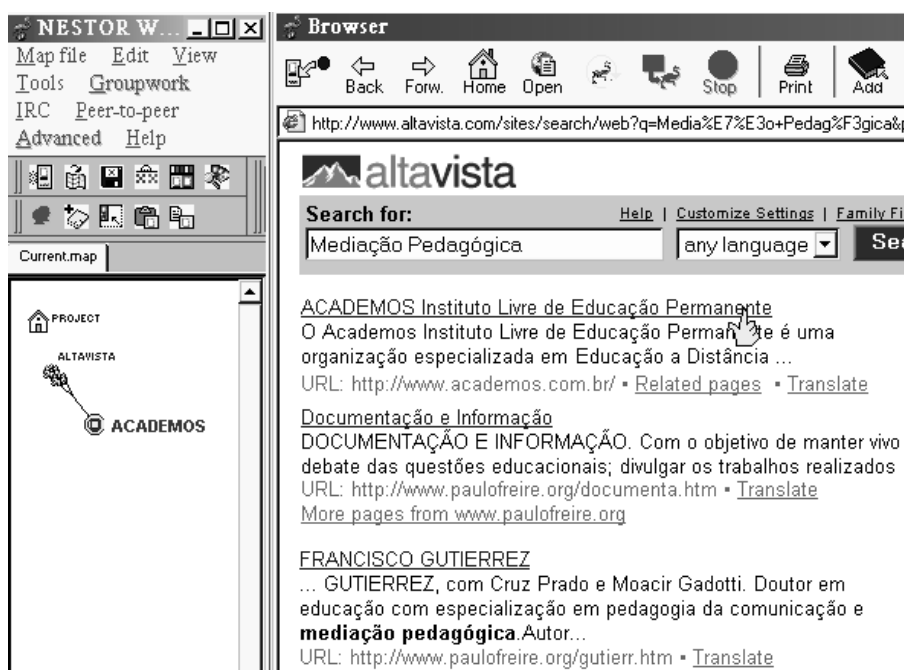 NESTOR W...
Map file Edit View
Tools Groupwork
IRC Peer-to-peer
Advanced Help
Current.map
PROJECT
ALTAVISTA
ACADEMOS
Browser
Back Forw. Home Open Stop Print Add
http://www.altavista.com/sites/search/web?q=Media%E7%E3o+Pedag%F3gica&p
altavista
Search for: Help | Customize Settings | Family Fi
Mediação Pedagógica any language Sea
ACADEMOS Instituto Livre de Educação Permanente
O Academos Instituto Livre de Educação Permanente é uma
organização especializada em Educação a Distância ...
URL: http://www.academos.com.br/ ▪ Related pages ▪ Translate
Documentação e Informação
DOCUMENTAÇÃO E INFORMAÇÃO. Com o objetivo de manter vivo
debate das questões educacionais; divulgar os trabalhos realizados
URL: http://www.paulofreire.org/documenta.htm ▪ Translate
More pages from www.paulofreire.org
FRANCISCO GUTIERREZ
... GUTIERREZ, com Cruz Prado e Moacir Gadotti. Doutor em
educação com especialização em pedagogia da comunicação e
mediação pedagógica.Autor...
URL: http://www.paulofreire.org/gutierr.htm ▪ Translate